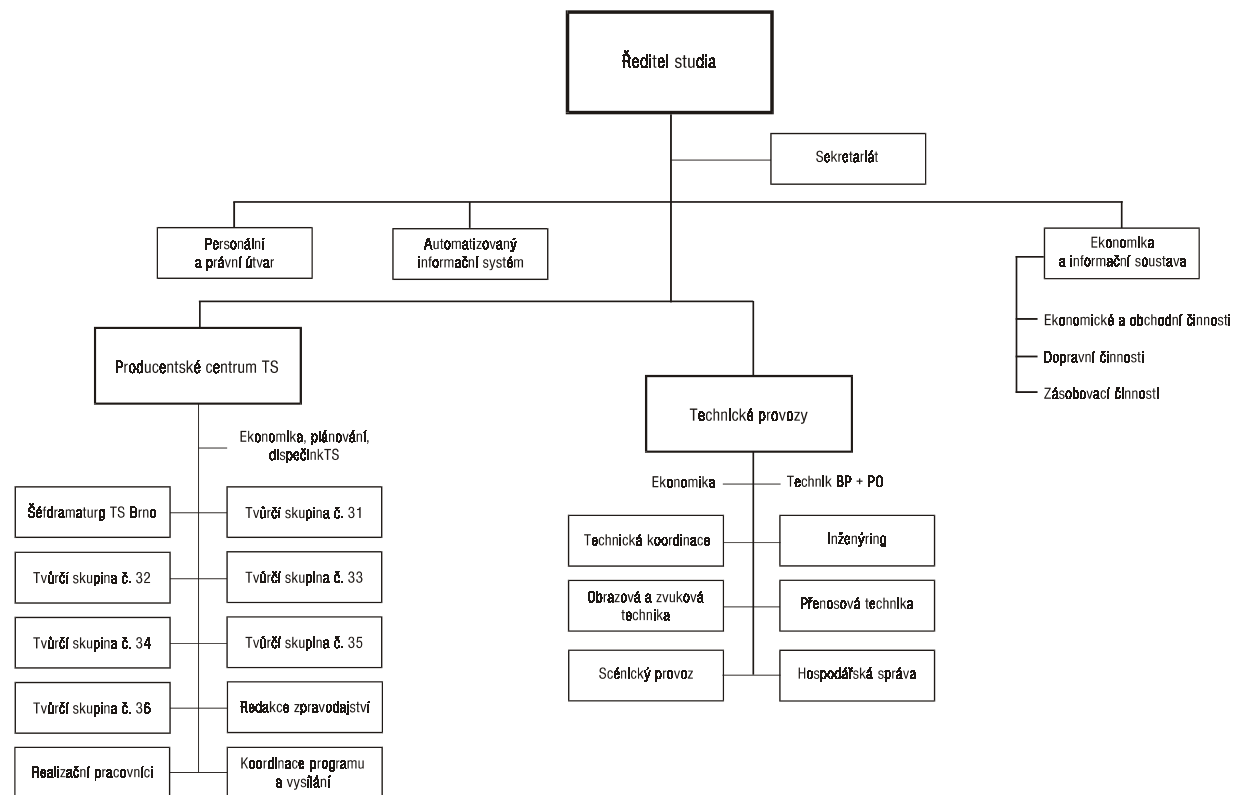 Ředitel studia
Sekretariát
Personální
a právní útvar
Automatizovaný
informační systém
Ekonomika
a informační soustava
Ekonomické a obchodní činnosti
Dopravní činnosti
Zásobovací činnosti
Producentské centrum TS
Ekonomika, plánování,
dispečinkTS
Šéfdramaturg TS Brno
Tvůrčí skupina č. 31
Tvůrčí skupina č. 32
Tvůrčí skupina č. 33
Tvůrčí skupina č. 34
Tvůrčí skupina č. 35
Tvůrčí skupina č. 36
Redakce zpravodajství
Realizační pracovníci
Koordinace programu
a vysílání
Technické provozy
Ekonomika
Technik BP + PO
Technická koordinace
Inženýring
Obrazová a zvuková
technika
Přenosová technika
Scénický provoz
Hospodářská správa